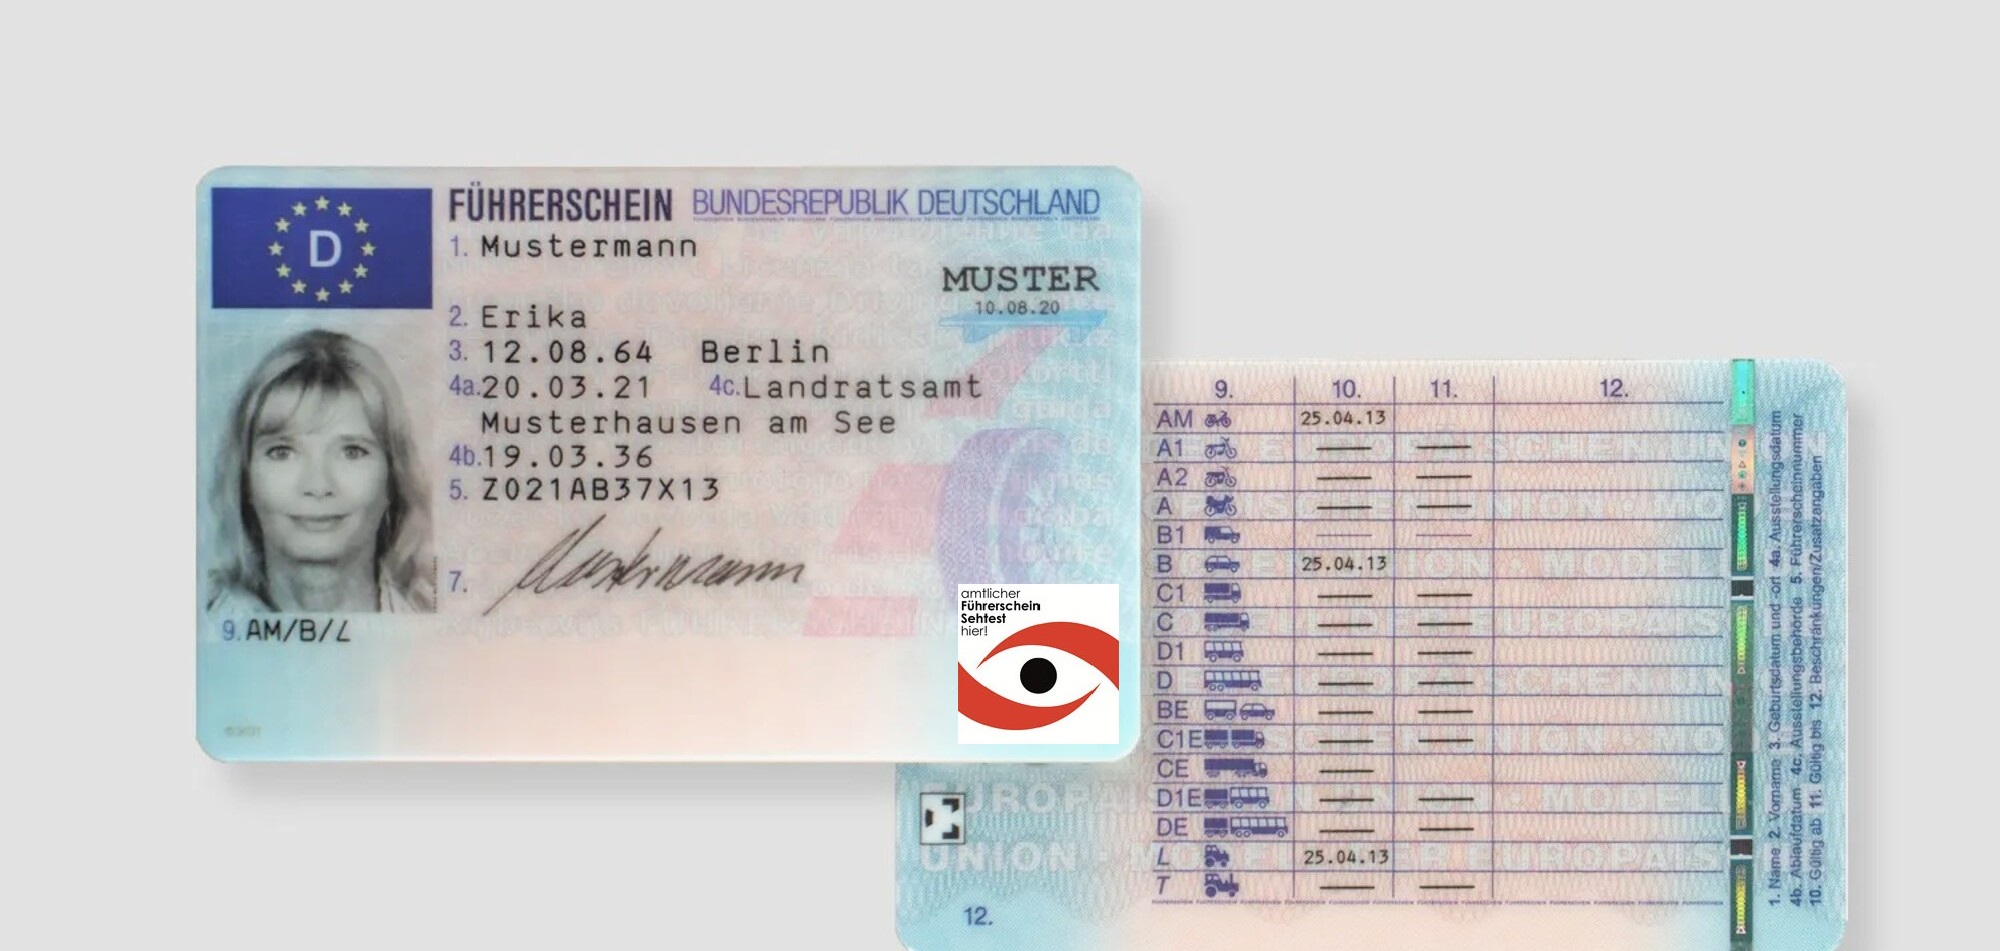 D
FÜHRERSCHEIN BUNDESREPUBLIK DEUTSCHLAND
1. Mustermann
MUSTER
10.08.20
2. Erika
3. 12.08.64 Berlin
4a. 20.03.21 4c. Landratsamt
Musterhausen am See
4b. 19.03.36
5. Z021AB37X13
7. Mustermann
9. AM/B/L
amtlicher
Führerschein
Sehtest
hier!
9. 10. 11. 12.
AM 25.04.13
A1
A2
A
B1
B 25.04.13
C1
C
D1
D
BE
C1E
CE
D1E
DE
L 25.04.13
T
12.
1. Name 2. Vorname 3. Geburtsdatum und -ort 4a. Ausstellungsdatum
4b. Ablaufdatum 4c. Ausstellungsbehörde 5. Führerscheinnummer
10. Gültig ab 11. Gültig bis 12. Beschränkungen/Zusatzangaben